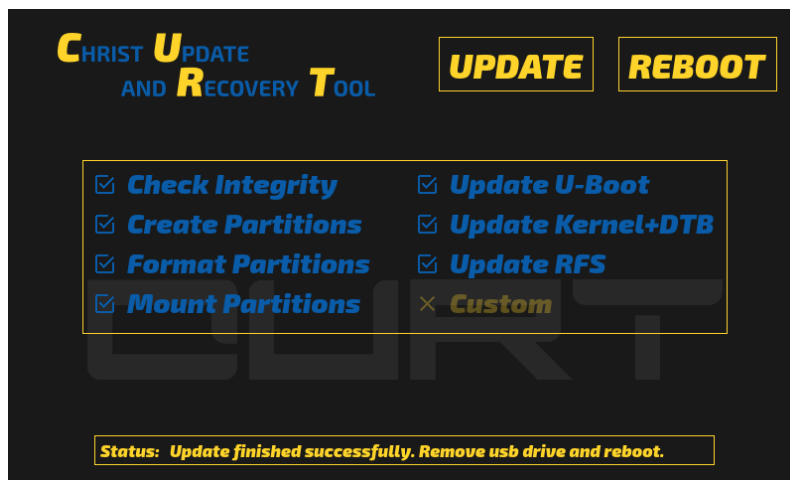 Christ Update
and Recovery Tool
UPDATE
REBOOT
Check Integrity
Update U-Boot
Create Partitions
Update Kernel+DTB
Format Partitions
Update RFS
Mount Partitions
Custom
CURT
Status: Update finished successfully. Remove usb drive and reboot.